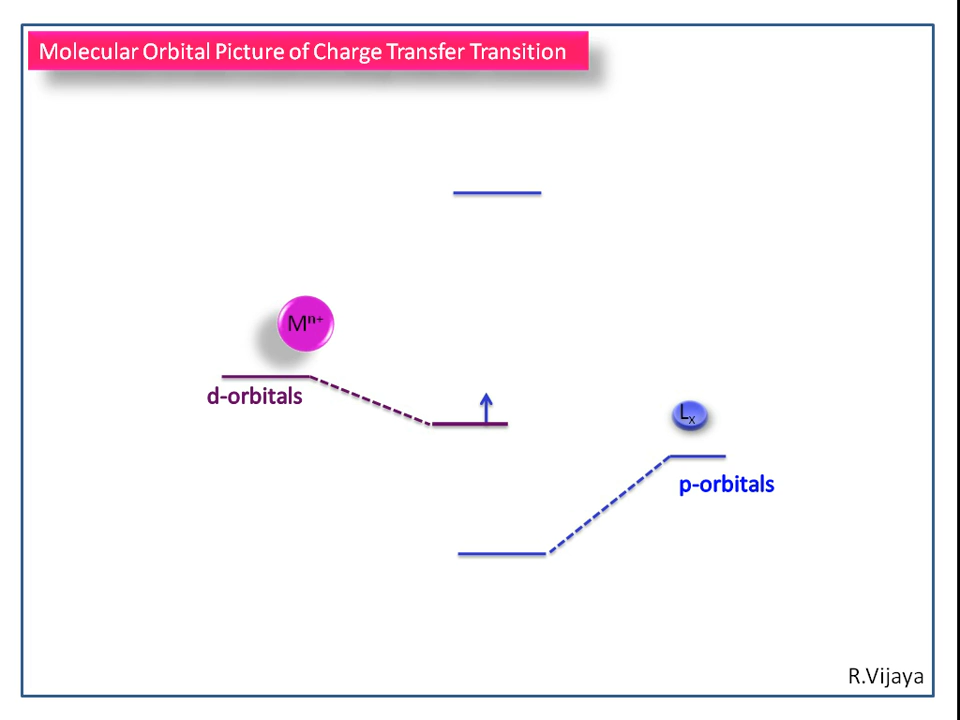 Molecular Orbital Picture of Charge Transfer Transition
Mⁿ⁺
d-orbitals
Lₓ
p-orbitals
R.Vijaya